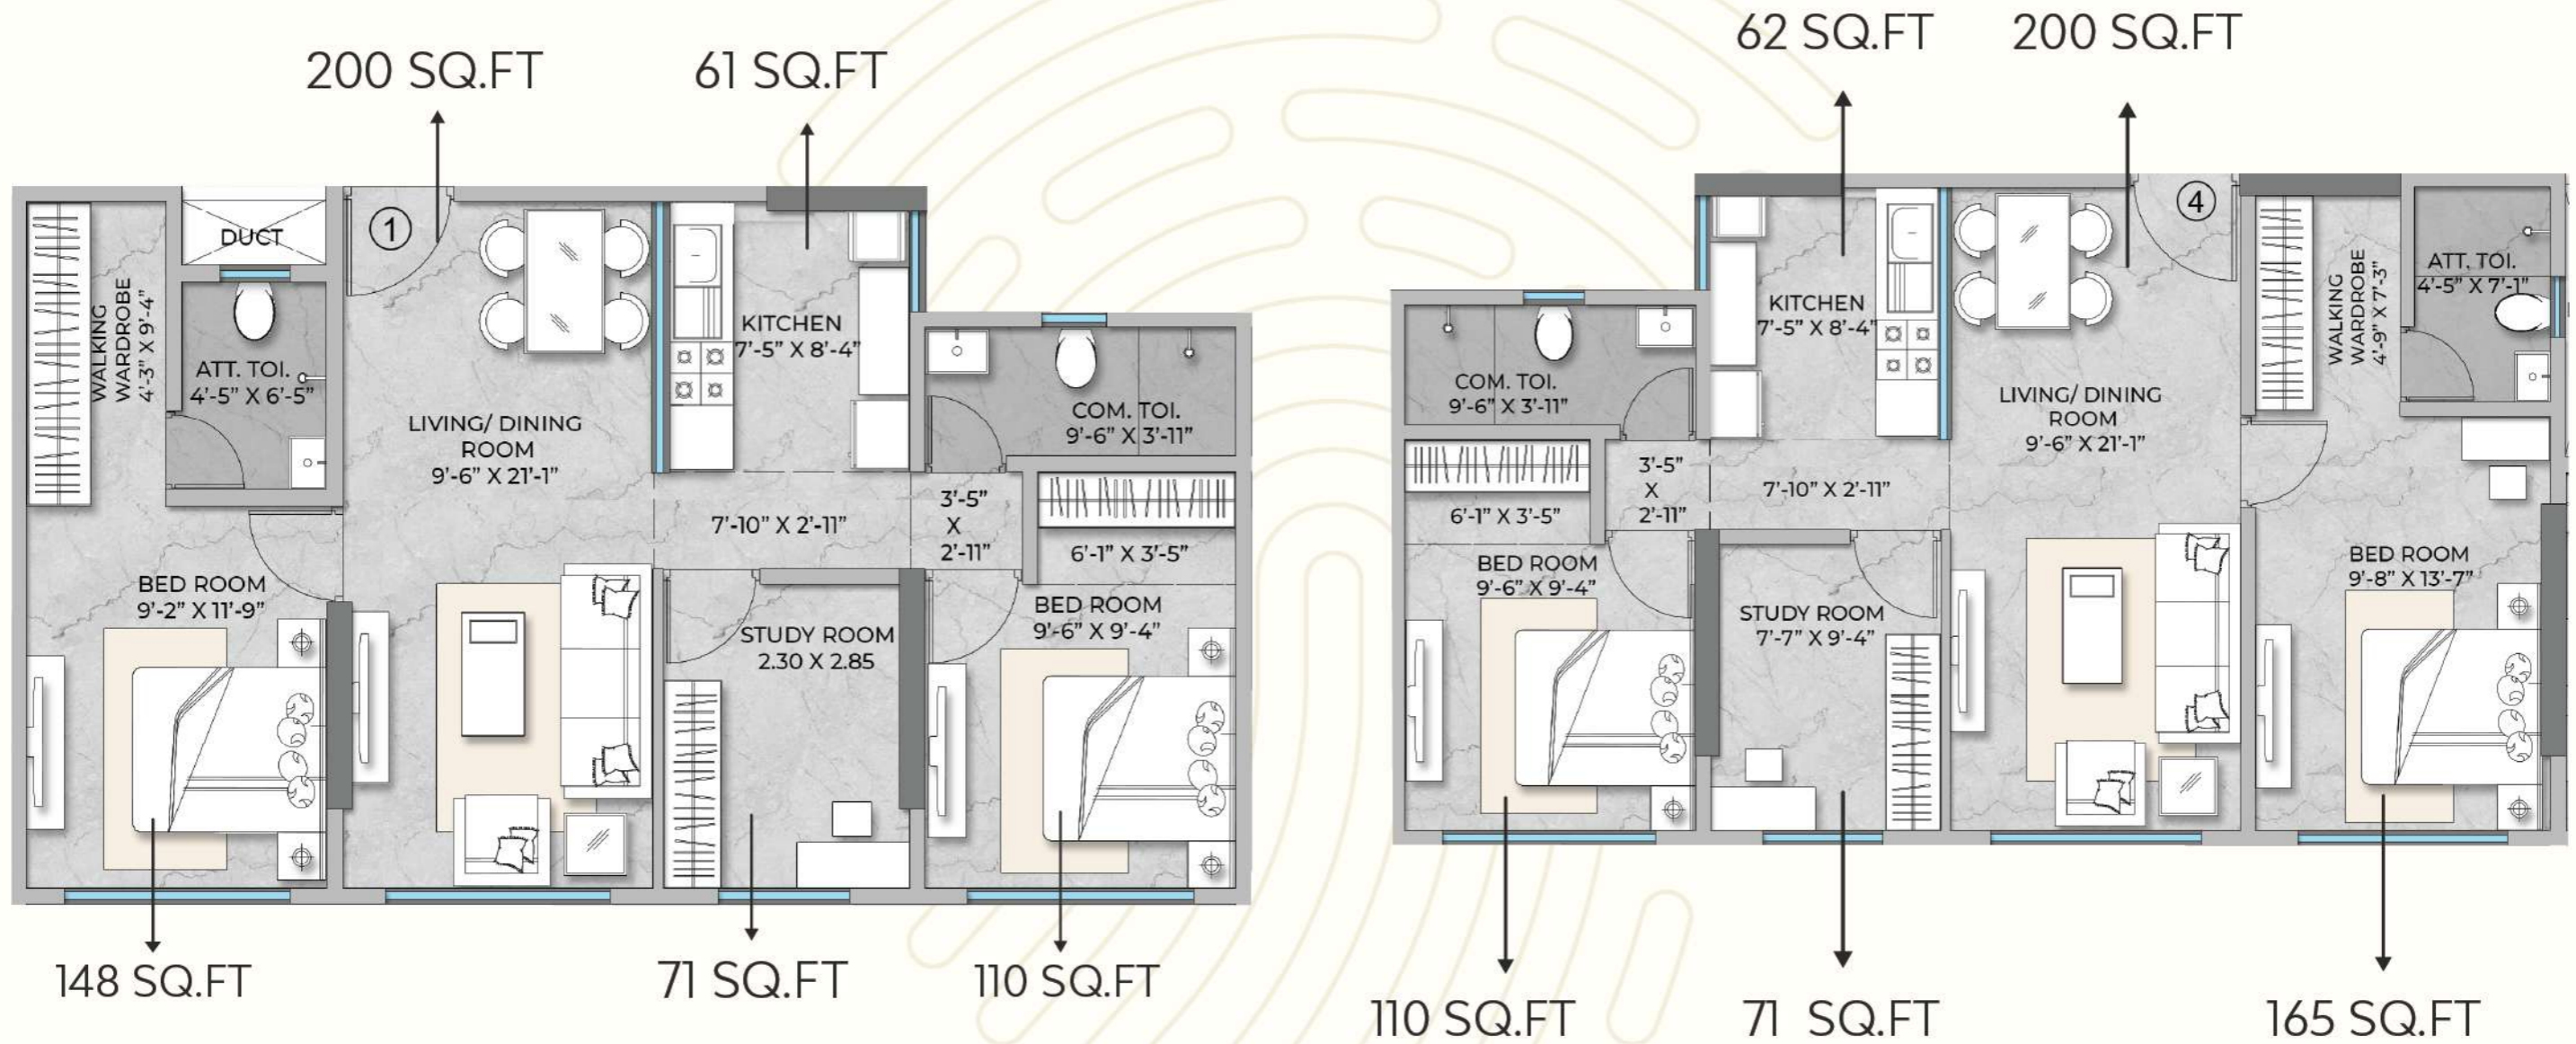 200 SQ.FT
61 SQ.FT
DUCT
1
WALKING
WARDROBE
4'-3" X 9'-4"
ATT. TOI.
4'-5" X 6'-5"
LIVING/ DINING
ROOM
9'-6" X 21'-1"
KITCHEN
7'-5" X 8'-4"
COM. TOI.
9'-6" X 3'-11"
7'-10" X 2'-11"
3'-5"
X
2'-11"
6'-1" X 3'-5"
BED ROOM
9'-2" X 11'-9"
STUDY ROOM
2.30 X 2.85
BED ROOM
9'-6" X 9'-4"
148 SQ.FT
71 SQ.FT
110 SQ.FT
62 SQ.FT
200 SQ.FT
4
KITCHEN
7'-5" X 8'-4"
WALKING
WARDROBE
4'-9" X 7'-3"
ATT. TOI.
4'-5" X 7'-1"
COM. TOI.
9'-6" X 3'-11"
LIVING/ DINING
ROOM
9'-6" X 21'-1"
6'-1" X 3'-5"
3'-5"
X
2'-11"
7'-10" X 2'-11"
BED ROOM
9'-6" X 9'-4"
STUDY ROOM
7'-7" X 9'-4"
BED ROOM
9'-8" X 13'-7"
110 SQ.FT
71 SQ.FT
165 SQ.FT